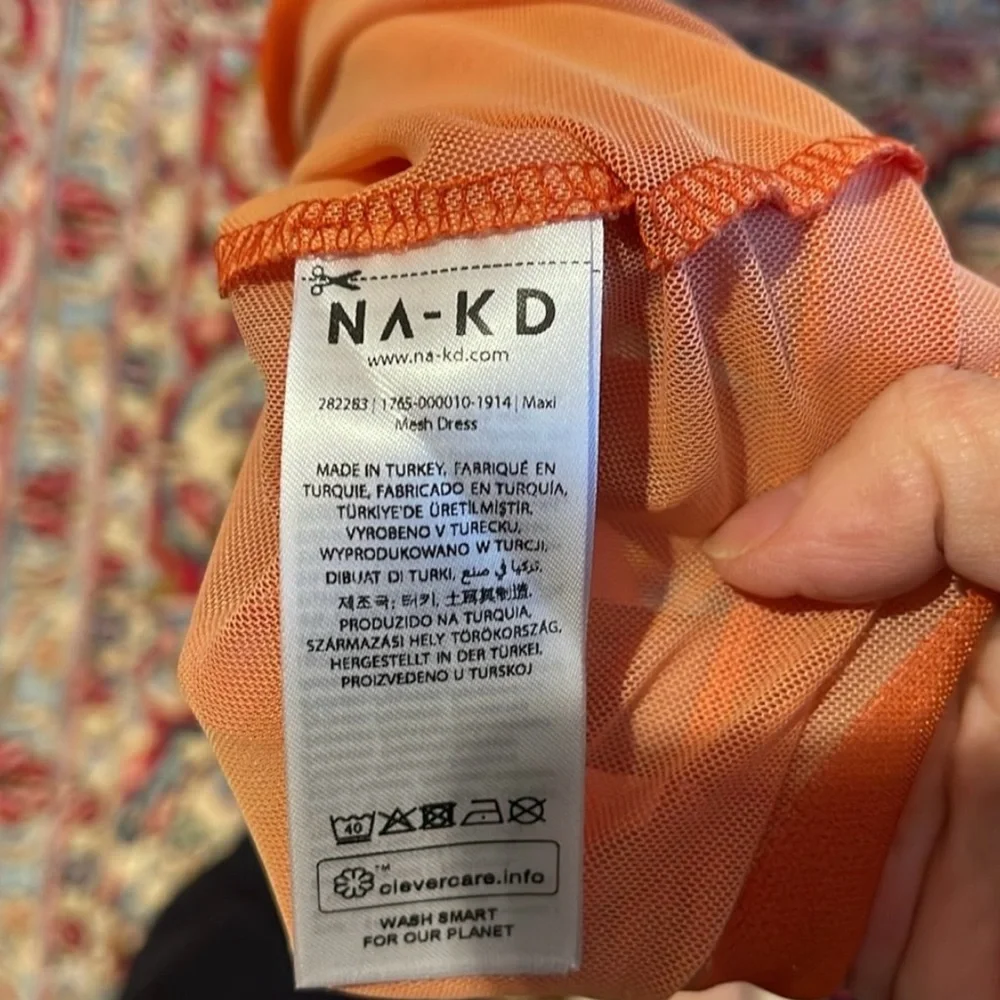 NA-KD
www.na-kd.com
282283 | 1765-000010-1914 | Maxi
Mesh Dress
MADE IN TURKEY, FABRIQUÉ EN
TURQUIE, FABRICADO EN TURQUÍA,
TÜRKİYE'DE ÜRETİLMİŞTİR,
VYROBENO V TURECKU,
WYPRODUKOWANO W TURCJI,
DIBUAT DI TURKI, تركيا في صنع,
제조국: 터키, 土耳其制造,
PRODUZIDO NA TURQUIA,
SZÁRMAZÁSI HELY TÖRÖKORSZÁG,
HERGESTELLT IN DER TÜRKEI,
PROIZVEDENO U TURSKOJ
40
™ clevercare.info
WASH SMART
FOR OUR PLANET